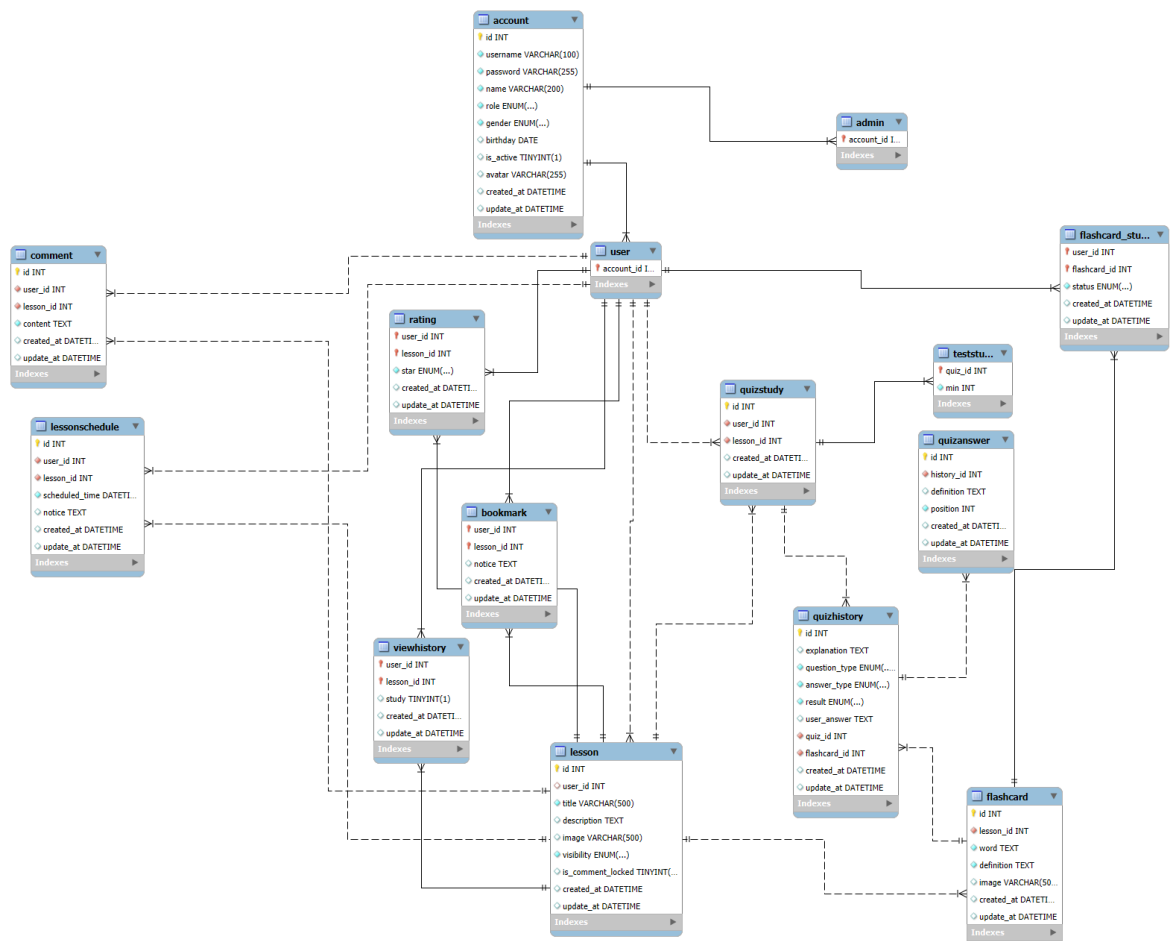 account
id INT
username VARCHAR(100)
password VARCHAR(255)
name VARCHAR(200)
role ENUM(...)
gender ENUM(...)
birthday DATE
is_active TINYINT(1)
avatar VARCHAR(255)
created_at DATETIME
update_at DATETIME
Indexes
admin
account_id I...
Indexes
user
account_id I...
Indexes
comment
id INT
user_id INT
lesson_id INT
content TEXT
created_at DATETI...
update_at DATETIME
Indexes
flashcard_stu...
user_id INT
flashcard_id INT
status ENUM(...)
created_at DATETIME
update_at DATETIME
Indexes
rating
user_id INT
lesson_id INT
star ENUM(...)
created_at DATETI...
update_at DATETIME
Indexes
teststu...
quiz_id INT
min INT
Indexes
quizstudy
id INT
user_id INT
lesson_id INT
created_at DATETI...
update_at DATETIME
Indexes
lessonschedule
id INT
user_id INT
lesson_id INT
scheduled_time DATETI...
notice TEXT
created_at DATETIME
update_at DATETIME
Indexes
quizanswer
id INT
history_id INT
definition TEXT
position INT
created_at DATETI...
update_at DATETIME
Indexes
bookmark
user_id INT
lesson_id INT
notice TEXT
created_at DATETI...
update_at DATETIME
Indexes
quizhistory
id INT
explanation TEXT
question_type ENUM(...
answer_type ENUM(...)
result ENUM(...)
user_answer TEXT
quiz_id INT
flashcard_id INT
created_at DATETIME
update_at DATETIME
Indexes
viewhistory
user_id INT
lesson_id INT
study TINYINT(1)
created_at DATETI...
update_at DATETIME
Indexes
lesson
id INT
user_id INT
title VARCHAR(500)
description TEXT
image VARCHAR(500)
visibility ENUM(...)
is_comment_locked TINYINT(...
created_at DATETIME
update_at DATETIME
Indexes
flashcard
id INT
lesson_id INT
word TEXT
definition TEXT
image VARCHAR(50...
created_at DATETI...
update_at DATETIME
Indexes